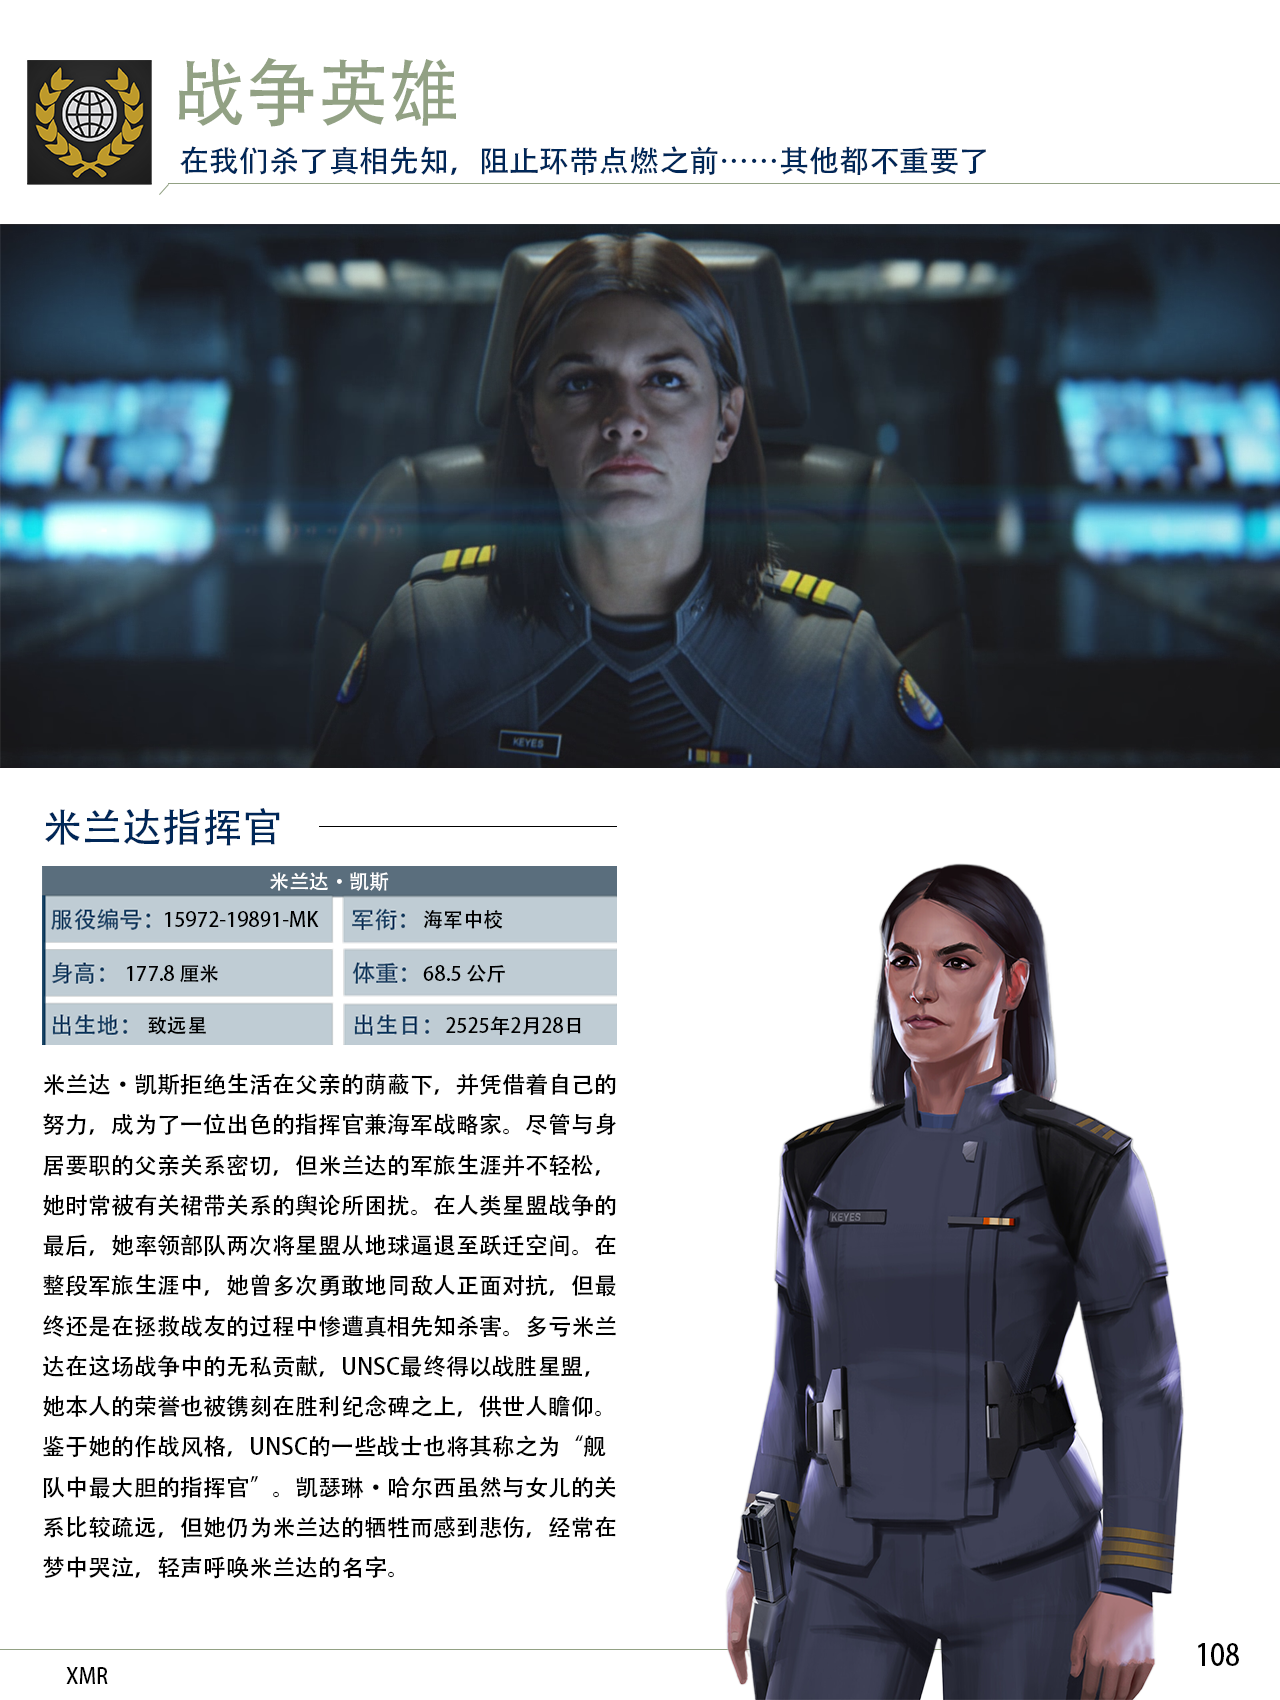 战争英雄
在我们杀了真相先知，阻止环带点燃之前……其他都不重要了
KEYES
米兰达指挥官
米兰达·凯斯
服役编号：15972-19891-MK 军衔：海军中校
身高：177.8 厘米 体重：68.5 公斤
出生地：致远星 出生日：2525年2月28日
米兰达·凯斯拒绝生活在父亲的荫蔽下，并凭借着自己的
努力，成为了一位出色的指挥官兼海军战略家。尽管与身
居要职的父亲关系密切，但米兰达的军旅生涯并不轻松，
她时常被有关裙带关系的舆论所困扰。在人类星盟战争的
最后，她率领部队两次将星盟从地球逼退至跃迁空间。在
整段军旅生涯中，她曾多次勇敢地同敌人正面对抗，但最
终还是在拯救战友的过程中惨遭真相先知杀害。多亏米兰
达在这场战争中的无私贡献，UNSC最终得以战胜星盟，
她本人的荣誉也被镌刻在胜利纪念碑之上，供世人瞻仰。
鉴于她的作战风格，UNSC的一些战士也将其称之为“舰
队中最大胆的指挥官”。凯瑟琳·哈尔西虽然与女儿的关
系比较疏远，但她仍为米兰达的牺牲而感到悲伤，经常在
梦中哭泣，轻声呼唤米兰达的名字。
KEYES
XMR
108